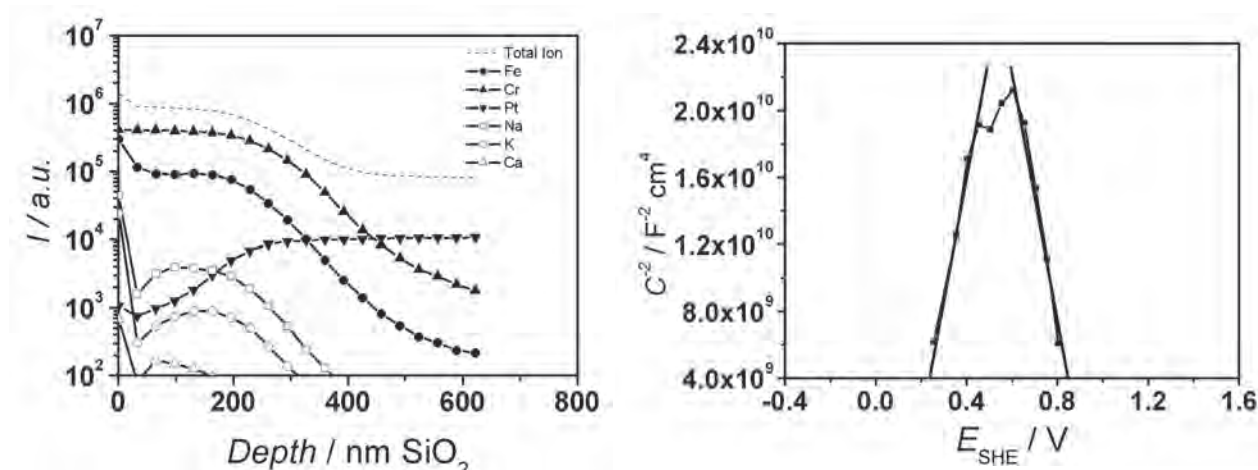 10^7
10^6
10^5
10^4
10^3
10^2
I / a.u.
0 200 400 600 800
Depth / nm SiO₂
Total Ion
Fe
Cr
Pt
Na
K
Ca
2.4x10^10
2.0x10^10
1.6x10^10
1.2x10^10
8.0x10^9
4.0x10^9
C^-2 / F^-2 cm^4
-0.4 0.0 0.4 0.8 1.2 1.6
E_SHE / V